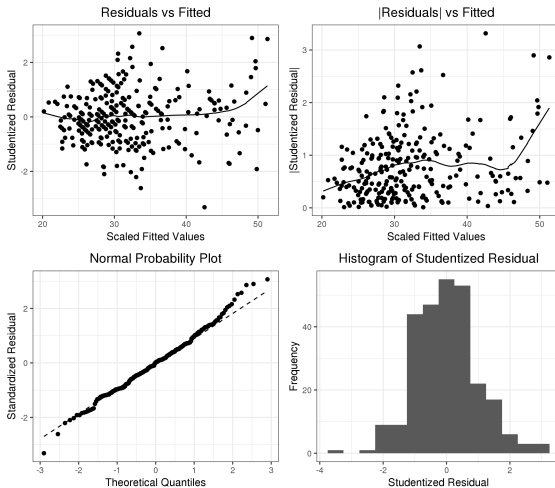 Residuals vs Fitted
Studentized Residual
2
0
-2
20 30 40 50
Scaled Fitted Values
|Residuals| vs Fitted
|Studentized Residual|
3
2
1
0
20 30 40 50
Scaled Fitted Values
Normal Probability Plot
Standardized Residual
2
0
-2
-3 -2 -1 0 1 2 3
Theoretical Quantiles
Histogram of Studentized Residual
Frequency
40
20
0
-4 -2 0 2
Studentized Residual